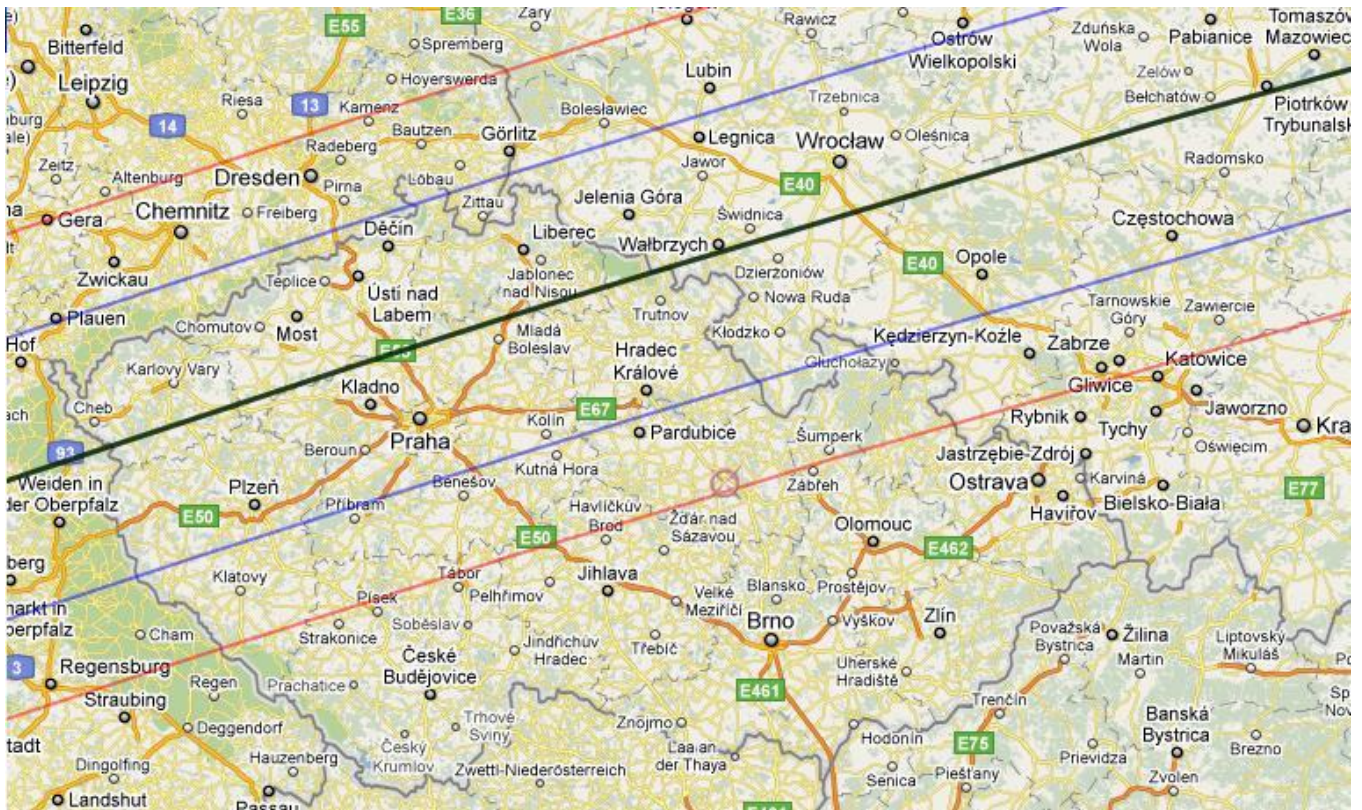 E55
E36
Żary
Rawicz
Ostrów
Wielkopolski
Zduńska
Wola
Pabianice
Tomaszów
Mazowiec
Bitterfeld
Spremberg
Leipzig
Hoyerswerda
Lubin
Zelów
Bełchatów
Riesa
13
Kamenz
Bolesławiec
Trzebnica
Piotrków
Trybunalsk
14
Bautzen
Görlitz
Legnica
Wrocław
Oleśnica
Radeberg
Jawor
Radomsko
Zeitz
Altenburg
Dresden
Pirna
Löbau
E40
Zittau
Jelenia Góra
Gera
Chemnitz
Freiberg
Świdnica
Częstochowa
Děčín
Liberec
Wałbrzych
Zwickau
Teplice
Jablonec
nad Nisou
Dzierżoniów
E40
Opole
Ústí nad
Labem
Nowa Ruda
Tarnowskie
Góry
Zawiercie
Plauen
Chomutov
Most
Trutnov
Hof
Mladá
Boleslav
Kłodzko
Kędzierzyn-Koźle
Zabrze
Karlovy Vary
Hradec
Králové
Głuchołazy
Katowice
Kladno
Gliwice
Cheb
E67
Kolín
Rybnik
Jaworzno
Praha
Pardubice
Tychy
Kra
Beroun
Šumperk
Oświęcim
93
Kutná Hora
Jastrzębie-Zdrój
Weiden in
der Oberpfalz
Plzeň
Benešov
Zábřeh
Ostrava
Karviná
E77
Příbram
Havlíčkův
Brod
Havířov
Bielsko-Biała
E50
E50
Žďár nad
Sázavou
Olomouc
E462
berg
Klatovy
Tábor
Jihlava
Blansko
Prostějov
Písek
Pelhřimov
Velké
Meziříčí
Zlín
Strakonice
Soběslav
Brno
Vyškov
Považská
Bystrica
Žilina
Cham
Jindřichův
Hradec
Třebíč
Liptovský
Mikuláš
3
Regensburg
České
Budějovice
Uherské
Hradiště
Martin
Regen
Prachatice
E461
Trenčín
Straubing
Deggendorf
Trhové
Sviny
Znojmo
Hodonín
Banská
Bystrica
Český
Krumlov
E75
Prievidza
Brezno
Dingolfing
Hauzenberg
Zwettl-Niederösterreich
Laa an
der Thaya
Senica
Piešťany
Zvolen
Landshut
Passau